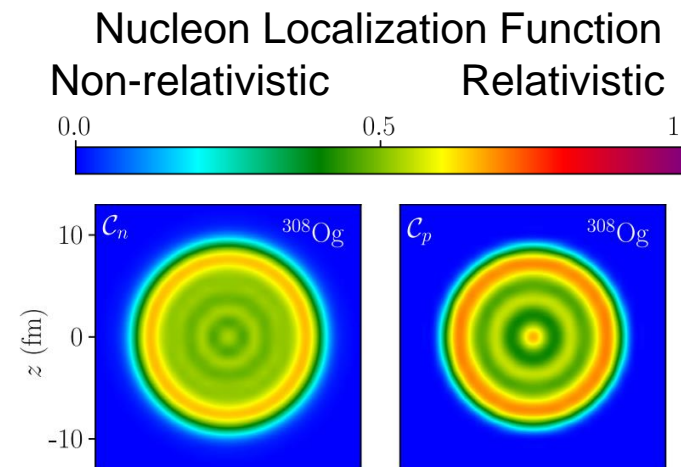 Nucleon Localization Function
Non-relativistic Relativistic
0.0 0.5 1
𝒞n ³⁰⁸Og 𝒞p ³⁰⁸Og
10
0
z (fm)
-10